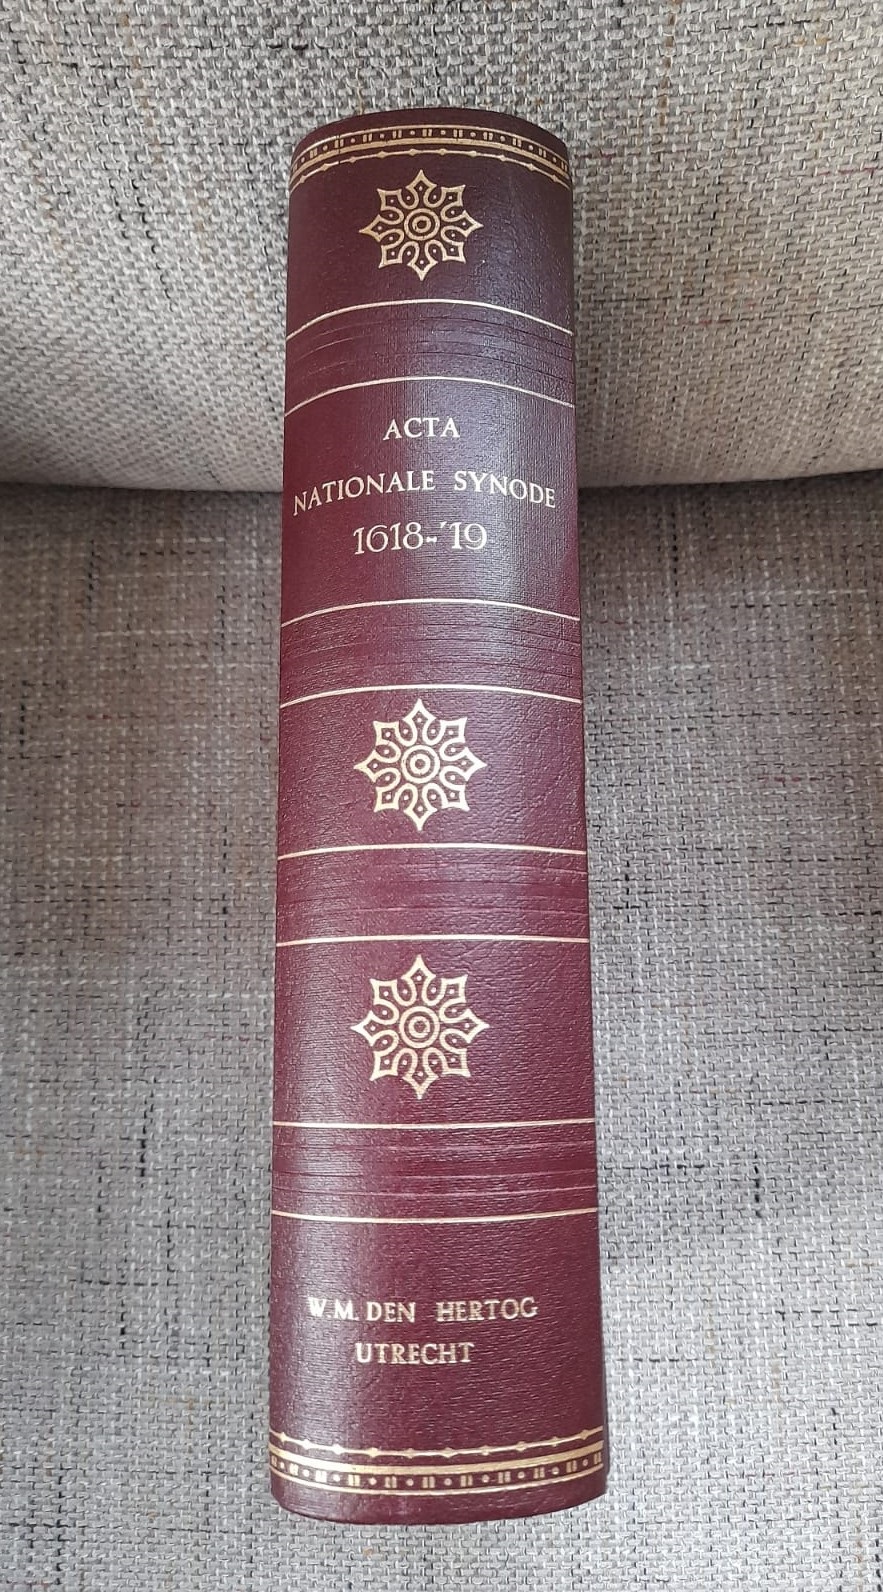 ACTA
NATIONALE SYNODE
1618-'19
W.M. DEN HERTOG
UTRECHT